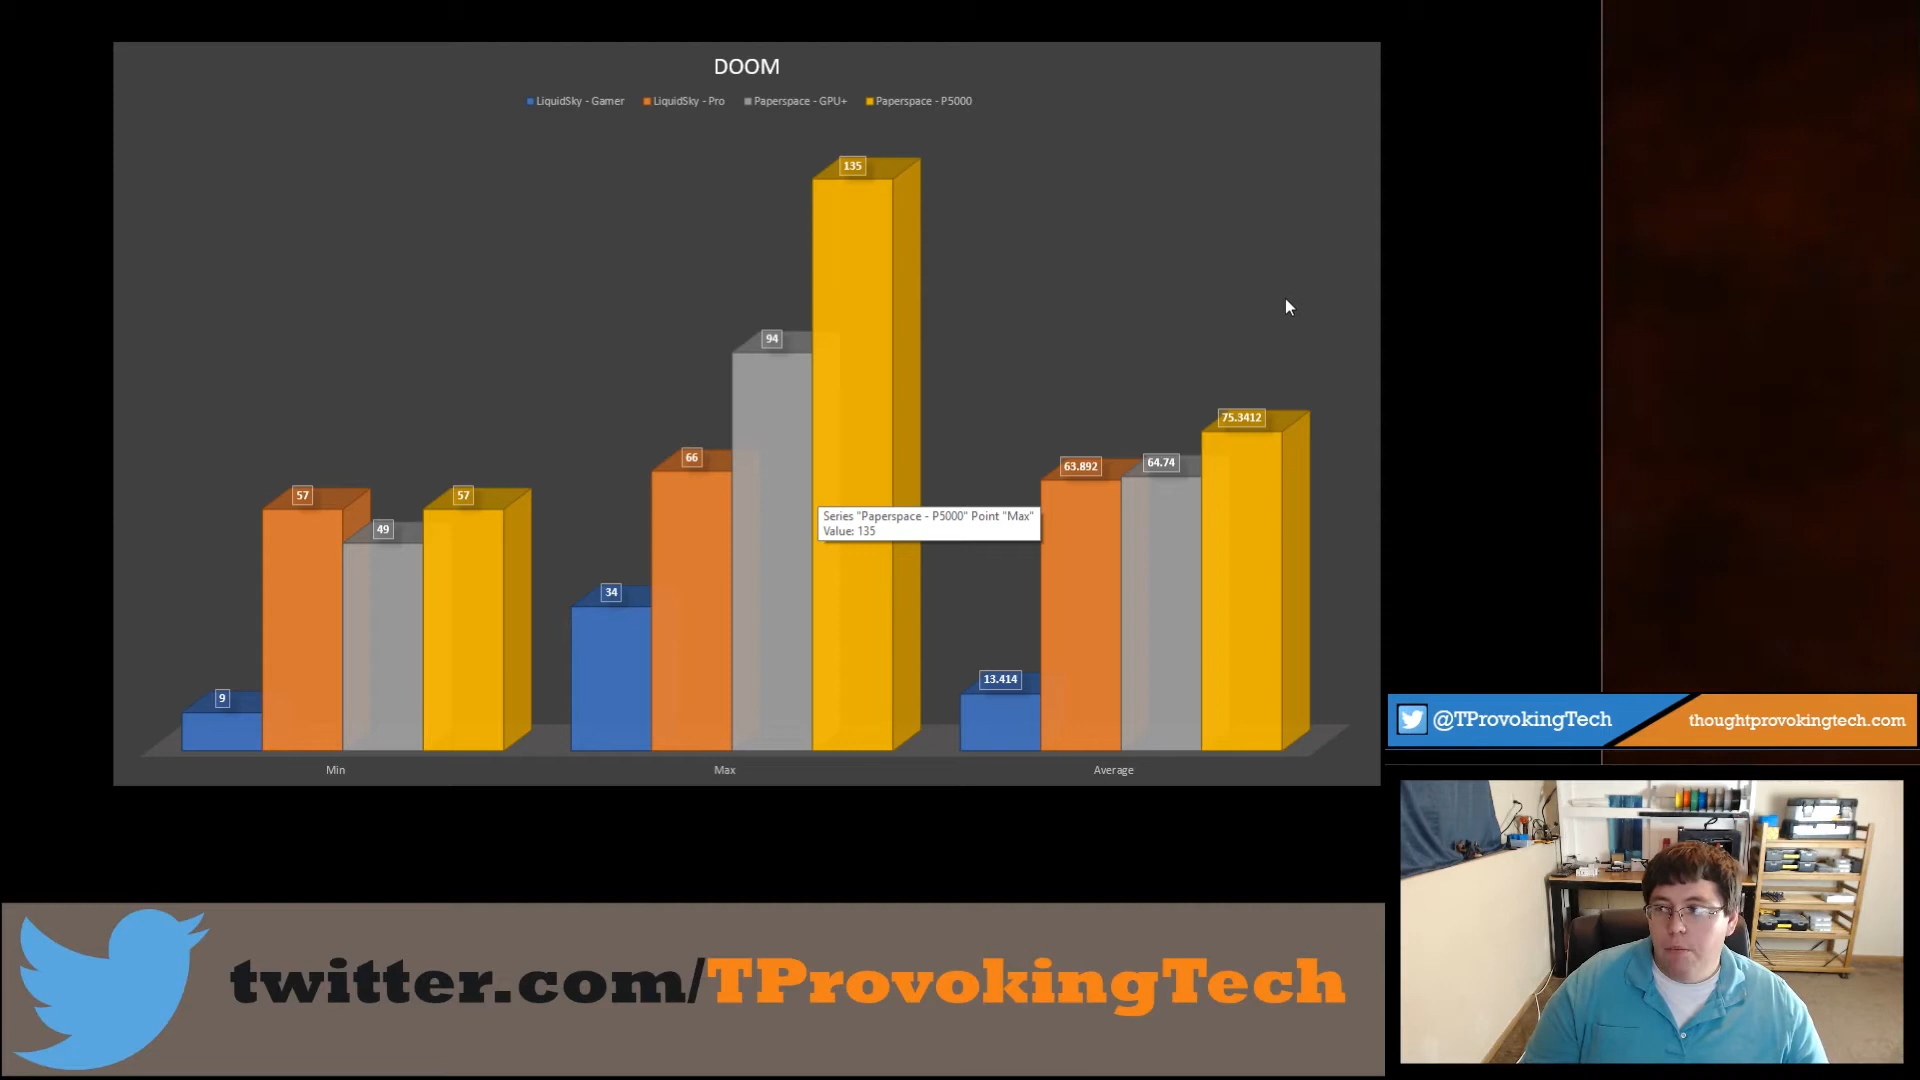 DOOM
LiquidSky - Gamer LiquidSky - Pro Paperspace - GPU+ Paperspace - P5000
135
94
75.3412
66
63.892
64.74
57
49
57
34
13.414
9
Series "Paperspace - P5000" Point "Max"
Value: 135
Min Max Average
@TProvokingTech thoughtprovokingtech.com
twitter.com/TProvokingTech